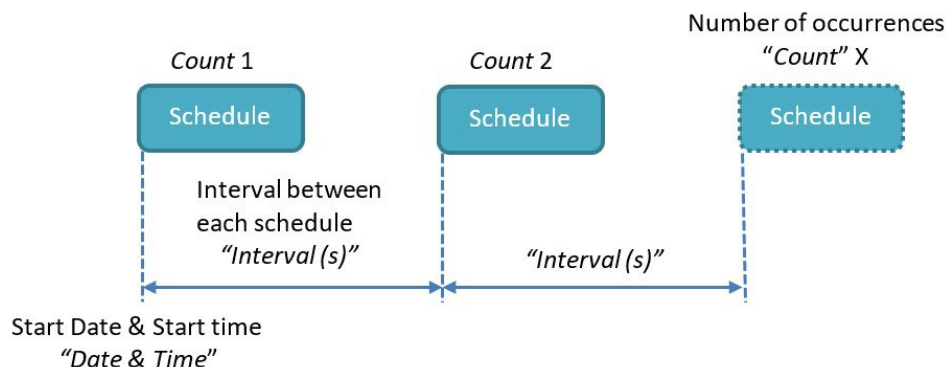 Number of occurrences
“Count” X
Count 1
Count 2
Schedule
Schedule
Schedule
Interval between
each schedule
“Interval (s)”
“Interval (s)”
Start Date & Start time
“Date & Time”